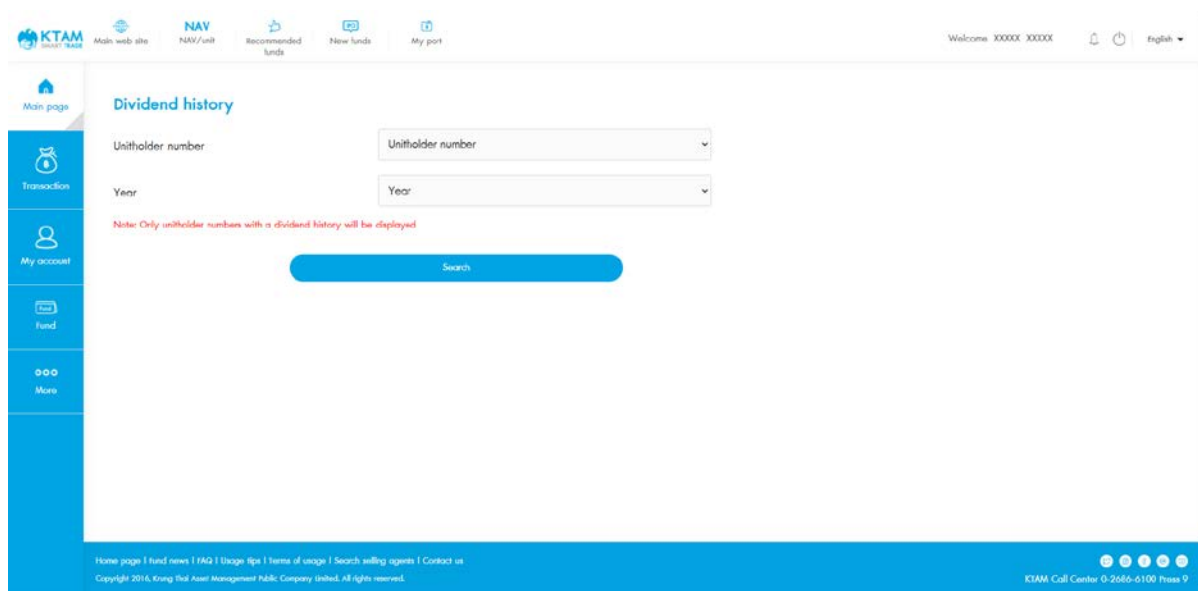 KTAM
SMART TRADE
Main web site
NAV
NAV/unit
Recommended
funds
PO
New funds
My port
Welcome XXXXX XXXXX
English
Main page
Transaction
My account
Fund
Fund
More
Dividend history
Unitholder number
Unitholder number
Year
Year
Note: Only unitholder numbers with a dividend history will be displayed
Search
Home page | Fund news | FAQ | Usage tips | Terms of usage | Search selling agents | Contact us
Copyright 2016, Krung Thai Asset Management Public Company Limited. All rights reserved.
KTAM Call Center 0-2686-6100 Press 9